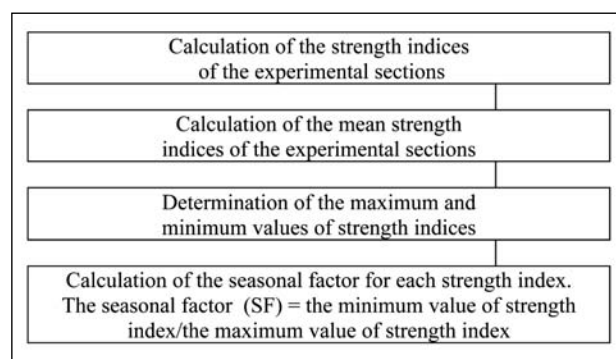 Calculation of the strength indices
of the experimental sections
Calculation of the mean strength
indices of the experimental sections
Determination of the maximum and
minimum values of strength indices
Calculation of the seasonal factor for each strength index.
The seasonal factor (SF) = the minimum value of strength
index/the maximum value of strength index